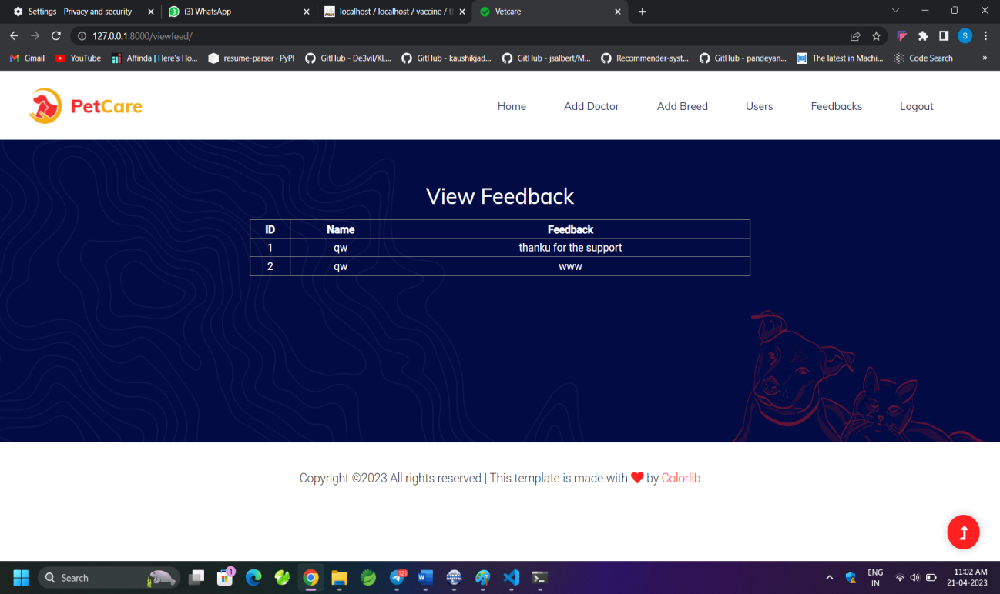 Settings - Privacy and security
(3) WhatsApp
localhost / localhost / vaccine / t
Vetcare
127.0.0.1:8000/viewfeed/
S
Gmail
YouTube
Affinda | Here's Ho...
resume-parser · PyPI
GitHub - De3vil/KL...
GitHub - kaushikjad...
GitHub - jsalbert/M...
Recommender-syst...
GitHub - pandeyan...
The latest in Machi...
Code Search
»
PetCare
Home
Add Doctor
Add Breed
Users
Feedbacks
Logout
View Feedback
ID Name Feedback
1 qw thanku for the support
2 qw www
Copyright ©2023 All rights reserved | This template is made with ❤ by Colorlib
Search
1
121
ENG
IN
11:02 AM
21-04-2023